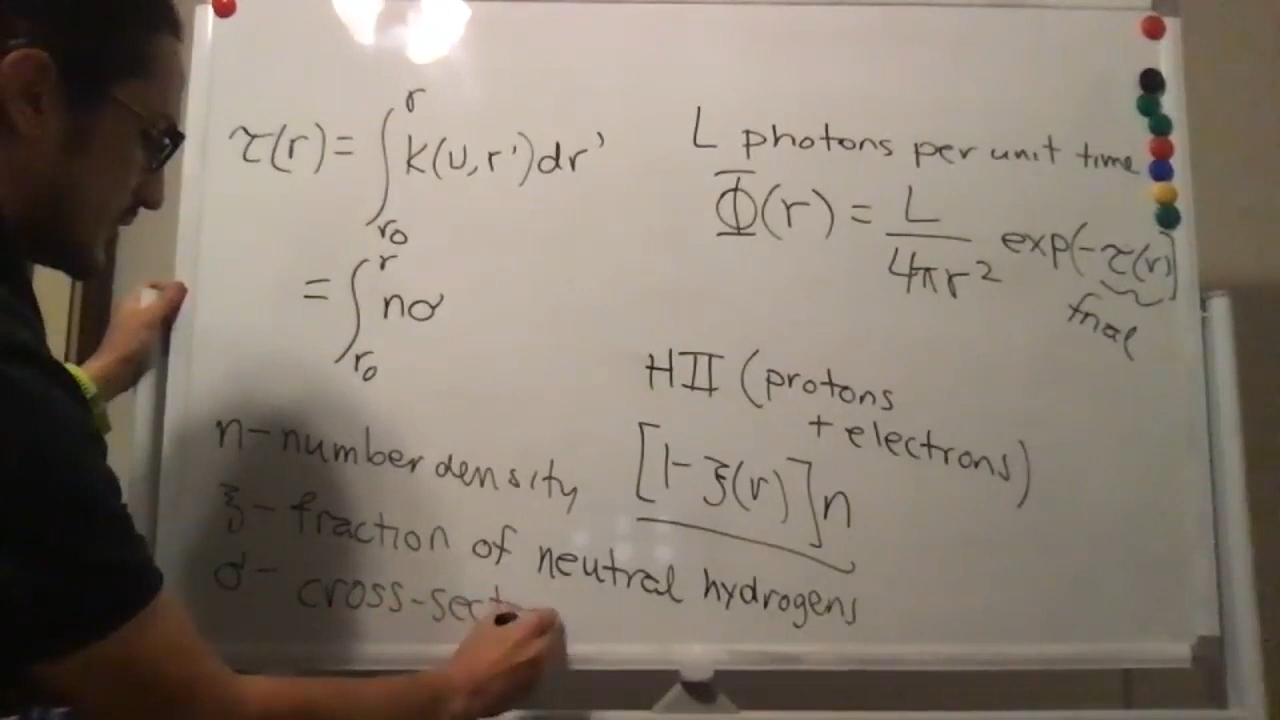 τ(r) = ∫_{r₀}^{r} k(υ, r')dr'
= ∫_{r₀}^{r} nσ
n - number density
ξ - fraction of neutral hydrogens
σ - cross-sect
L photons per unit time
Φ(r) = L / 4πr² exp[-τ(r)]
HII (protons
+ electrons)
[1 - ξ(r)]n